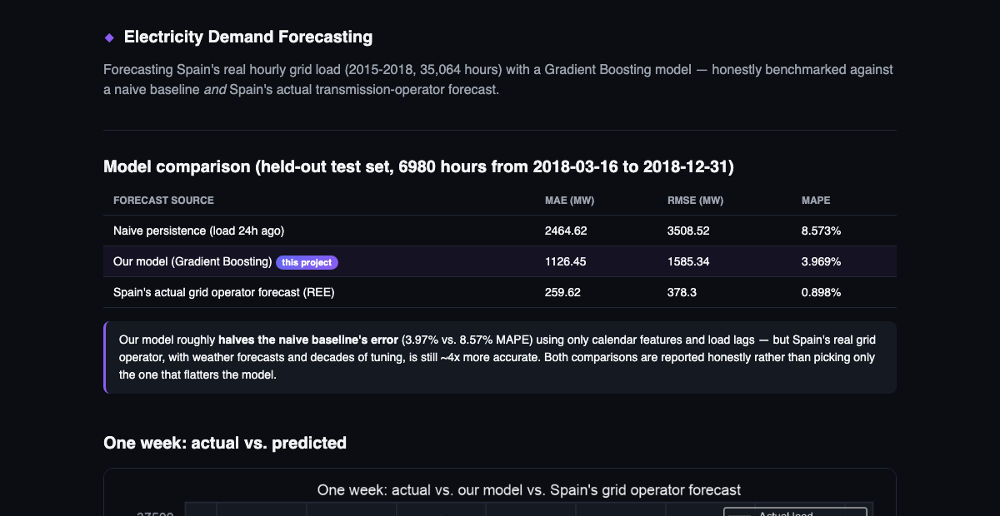 Electricity Demand Forecasting
Forecasting Spain's real hourly grid load (2015-2018, 35,064 hours) with a Gradient Boosting model — honestly benchmarked against
a naive baseline and Spain's actual transmission-operator forecast.
Model comparison (held-out test set, 6980 hours from 2018-03-16 to 2018-12-31)
FORECAST SOURCE MAE (MW) RMSE (MW) MAPE
Naive persistence (load 24h ago) 2464.62 3508.52 8.573%
Our model (Gradient Boosting) this project 1126.45 1585.34 3.969%
Spain's actual grid operator forecast (REE) 259.62 378.3 0.898%
Our model roughly halves the naive baseline's error (3.97% vs. 8.57% MAPE) using only calendar features and load lags — but Spain's real grid
operator, with weather forecasts and decades of tuning, is still ~4x more accurate. Both comparisons are reported honestly rather than picking only
the one that flatters the model.
One week: actual vs. predicted
One week: actual vs. our model vs. Spain's grid operator forecast
37500
Actual load